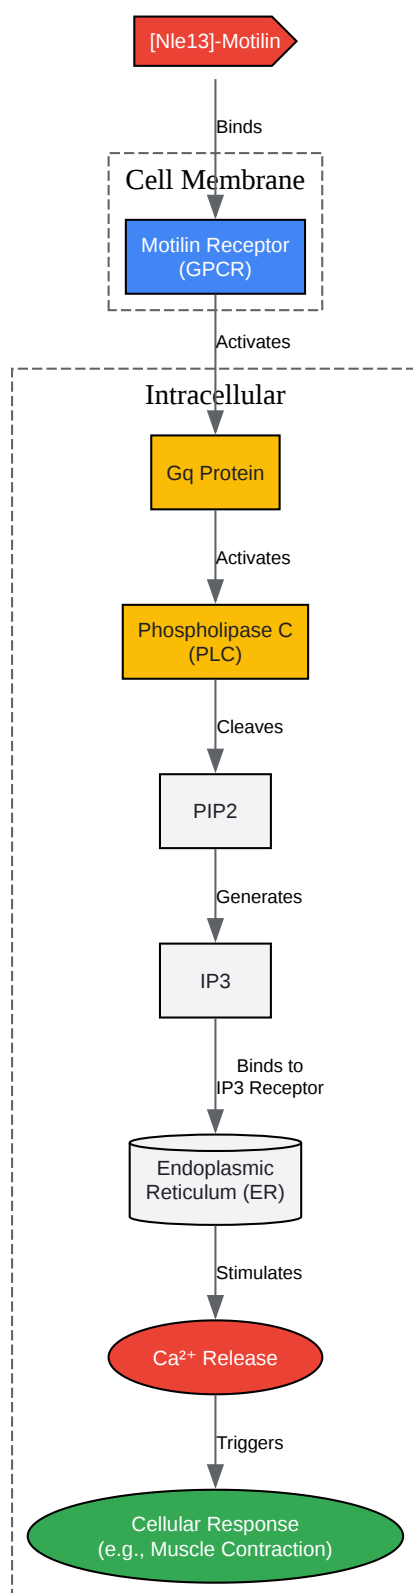 [Nle13]-Motilin
Binds
Cell Membrane
Motilin Receptor
(GPCR)
Activates
Intracellular
Gq Protein
Activates
Phospholipase C
(PLC)
Cleaves
PIP2
Generates
IP3
Binds to
IP3 Receptor
Endoplasmic
Reticulum (ER)
Stimulates
Ca²⁺ Release
Triggers
Cellular Response
(e.g., Muscle Contraction)